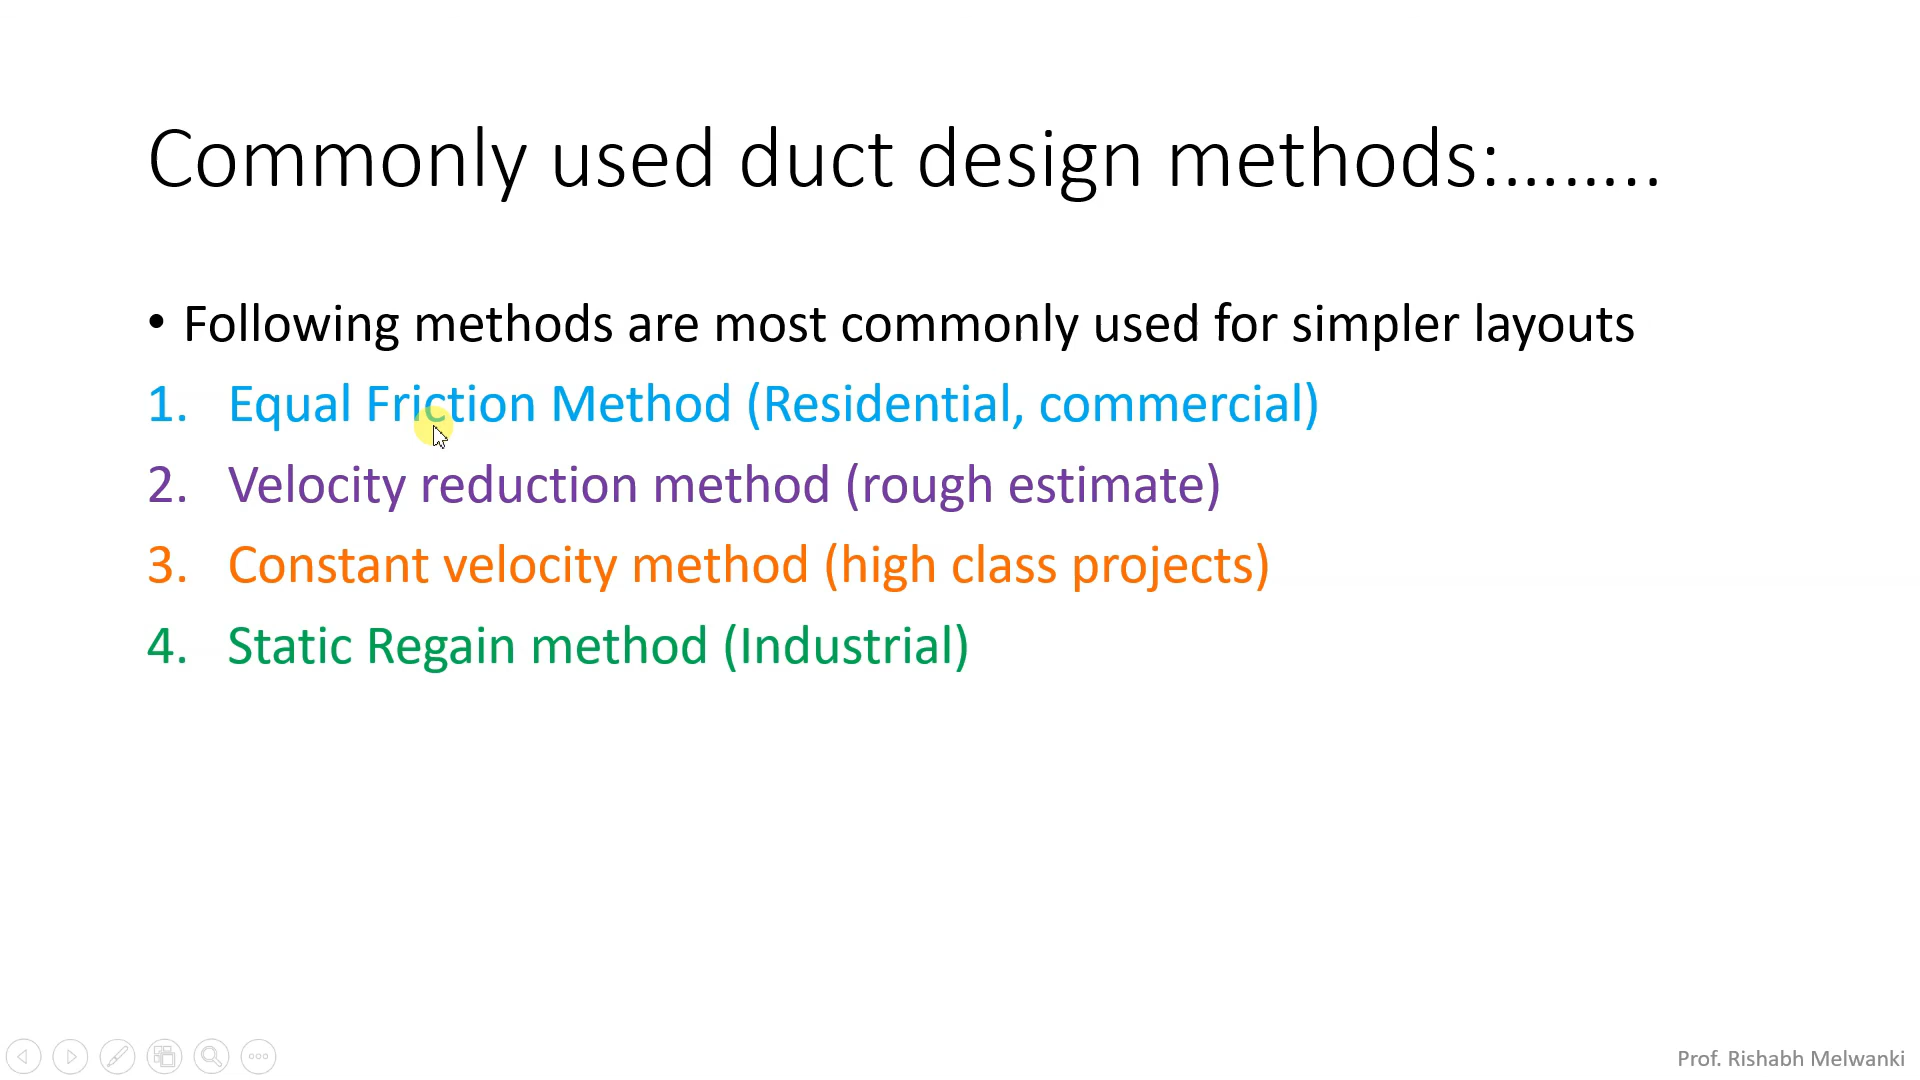 Commonly used duct design methods:........
• Following methods are most commonly used for simpler layouts
1. Equal Friction Method (Residential, commercial)
2. Velocity reduction method (rough estimate)
3. Constant velocity method (high class projects)
4. Static Regain method (Industrial)
Prof. Rishabh Melwanki